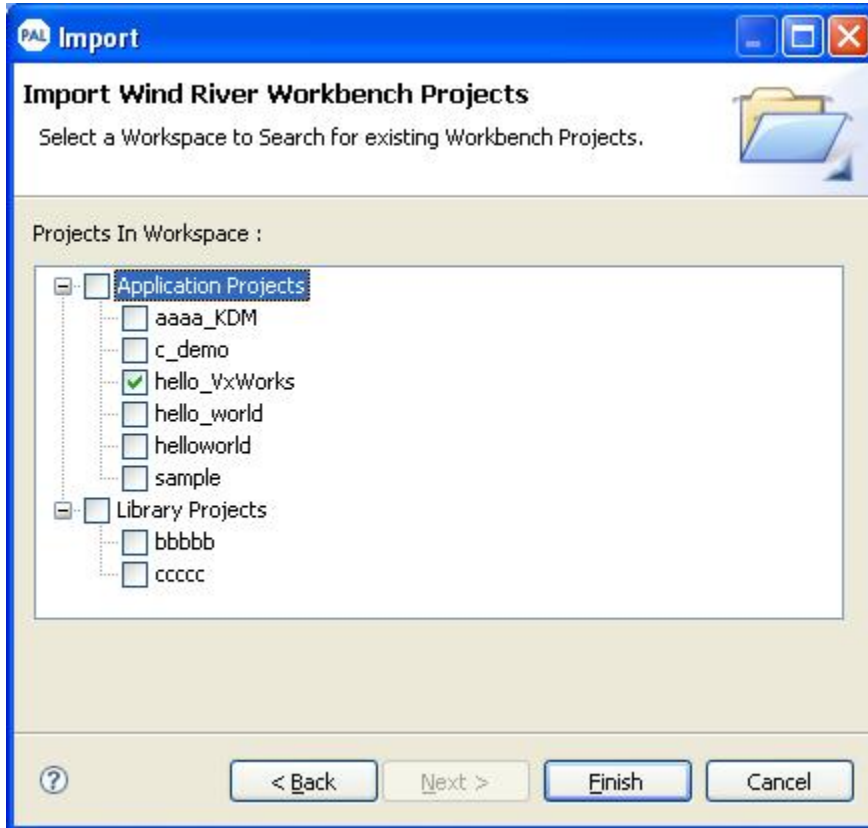 PAL Import
Import Wind River Workbench Projects
Select a Workspace to Search for existing Workbench Projects.
Projects In Workspace :
Application Projects
aaaa_KDM
c_demo
hello_VxWorks
hello_world
helloworld
sample
Library Projects
bbbbb
ccccc
? < Back Next > Finish Cancel